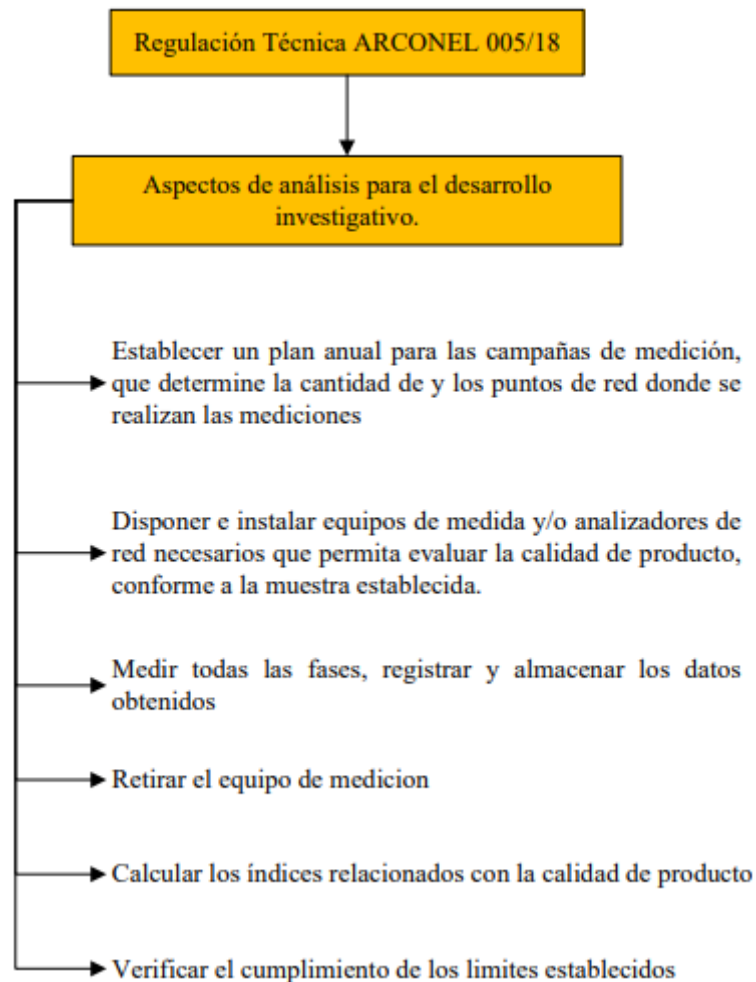 Regulación Técnica ARCONEL 005/18
Aspectos de análisis para el desarrollo
investigativo.
Establecer un plan anual para las campañas de medición,
que determine la cantidad de y los puntos de red donde se
realizan las mediciones
Disponer e instalar equipos de medida y/o analizadores de
red necesarios que permita evaluar la calidad de producto,
conforme a la muestra establecida.
Medir todas las fases, registrar y almacenar los datos
obtenidos
Retirar el equipo de medicion
Calcular los índices relacionados con la calidad de producto
Verificar el cumplimiento de los limites establecidos